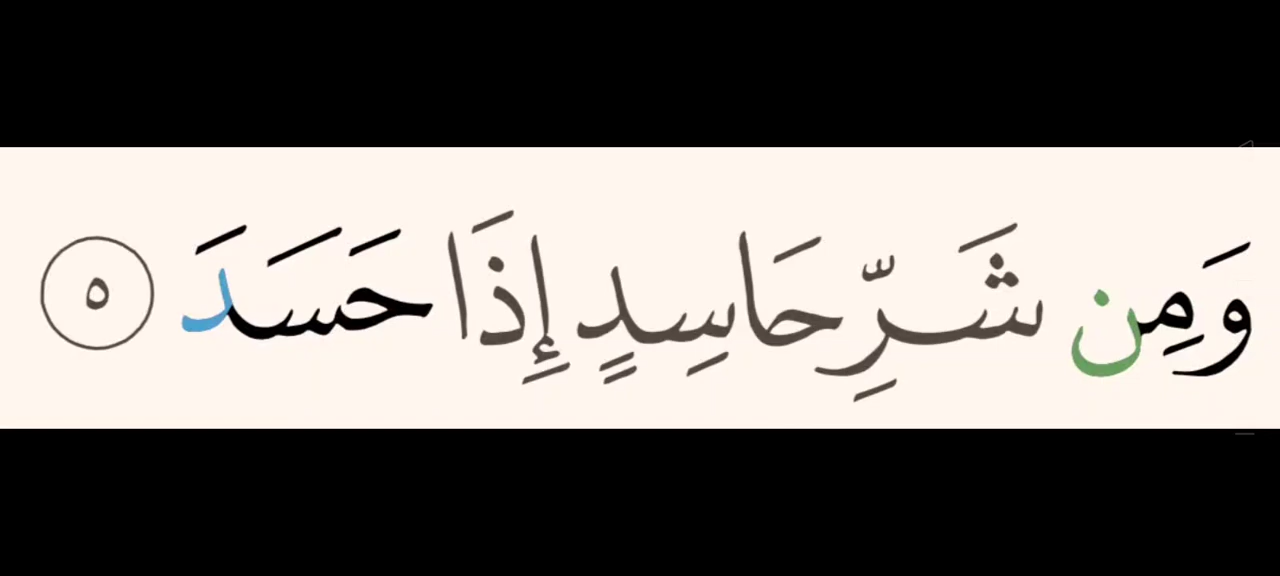 وَمِن شَرِّ حَاسِدٍ إِذَا حَسَدَ ٥